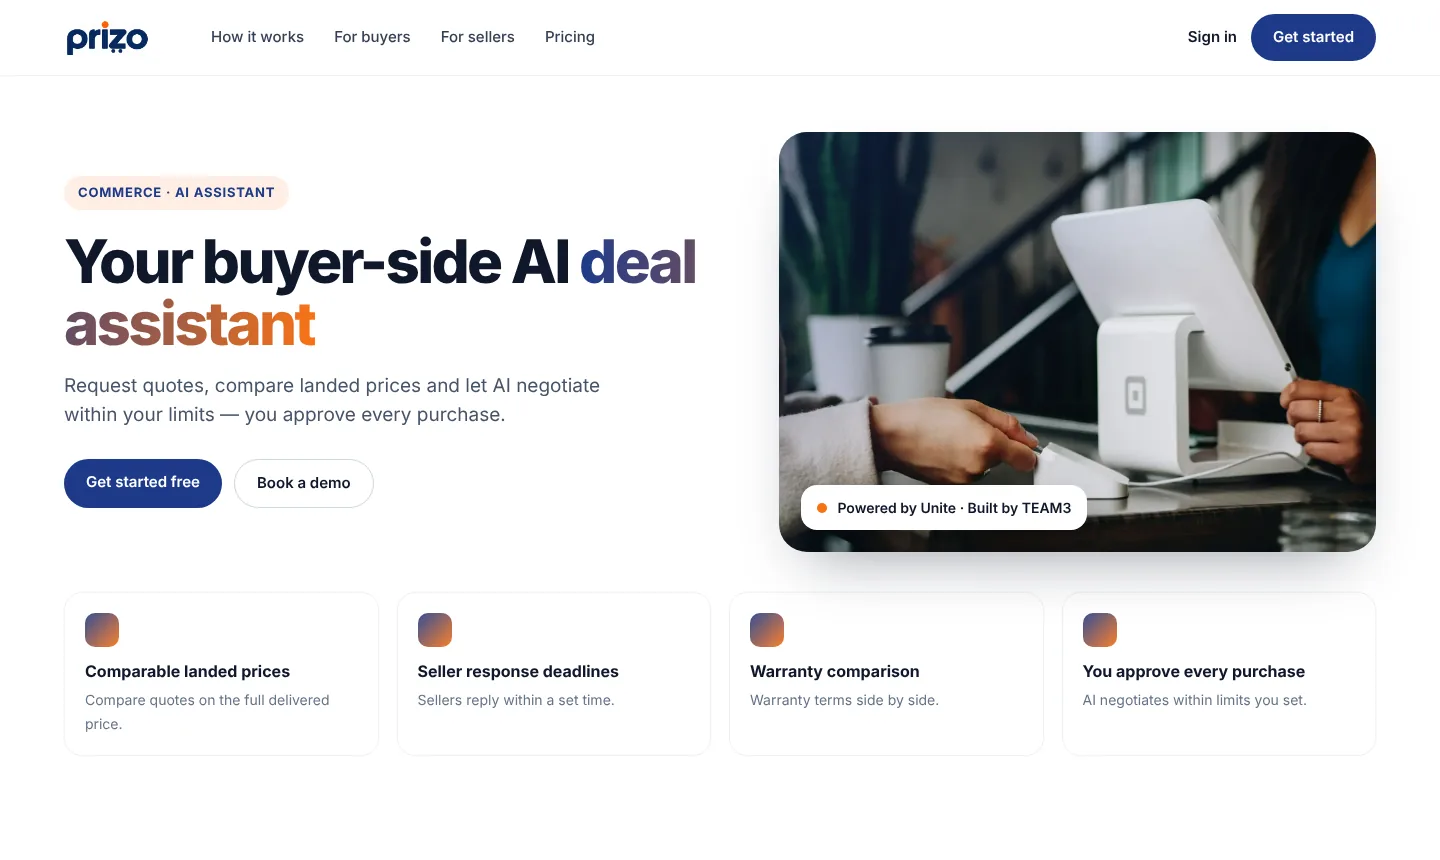 prizo
How it works
For buyers
For sellers
Pricing
Sign in
Get started
COMMERCE · AI ASSISTANT
Your buyer-side AI deal
assistant
Request quotes, compare landed prices and let AI negotiate
within your limits — you approve every purchase.
Get started free
Book a demo
Powered by Unite · Built by TEAM3
Comparable landed prices
Compare quotes on the full delivered
price.
Seller response deadlines
Sellers reply within a set time.
Warranty comparison
Warranty terms side by side.
You approve every purchase
AI negotiates within limits you set.